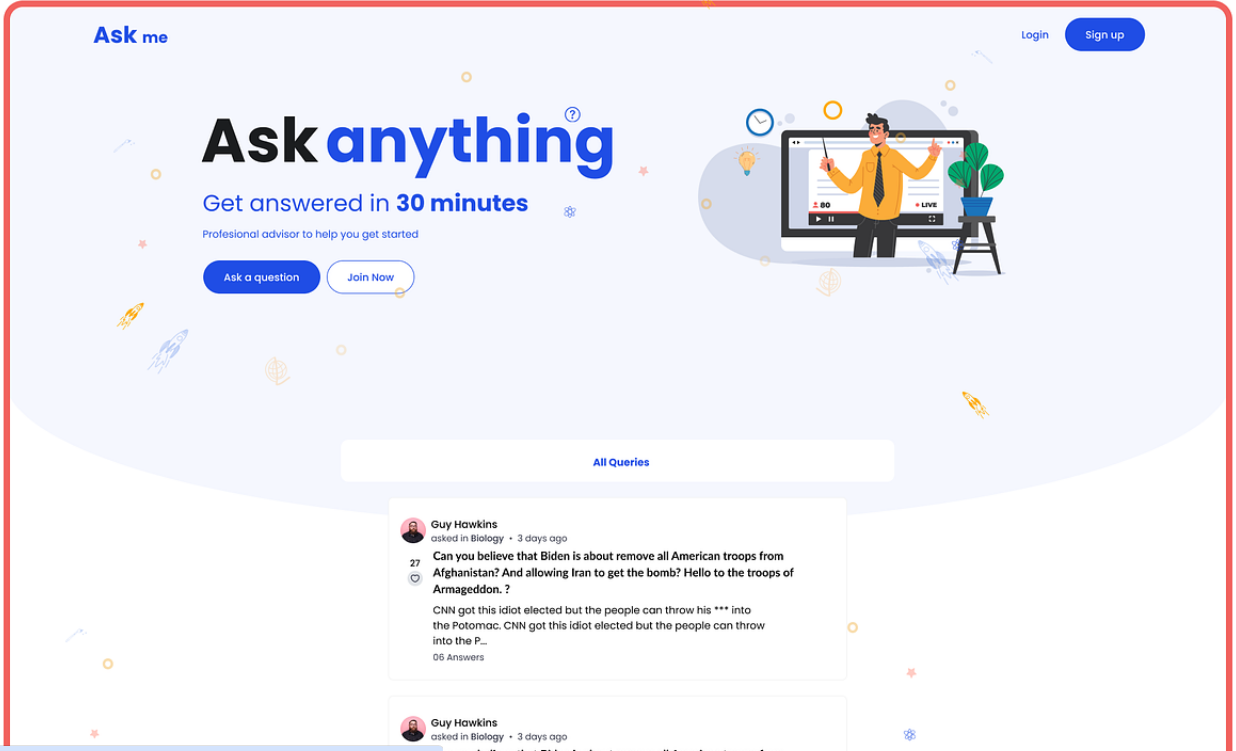 Ask me
Login
Sign up
Ask anything
?
Get answered in 30 minutes
Profesional advisor to help you get started
Ask a question
Join Now
80
LIVE
All Queries
Guy Hawkins
asked in Biology • 3 days ago
27
Can you believe that Biden is about remove all American troops from
Afghanistan? And allowing Iran to get the bomb? Hello to the troops of
Armageddon. ?
CNN got this idiot elected but the people can throw his *** into
the Potomac. CNN got this idiot elected but the people can throw
into the P...
06 Answers
Guy Hawkins
asked in Biology • 3 days ago